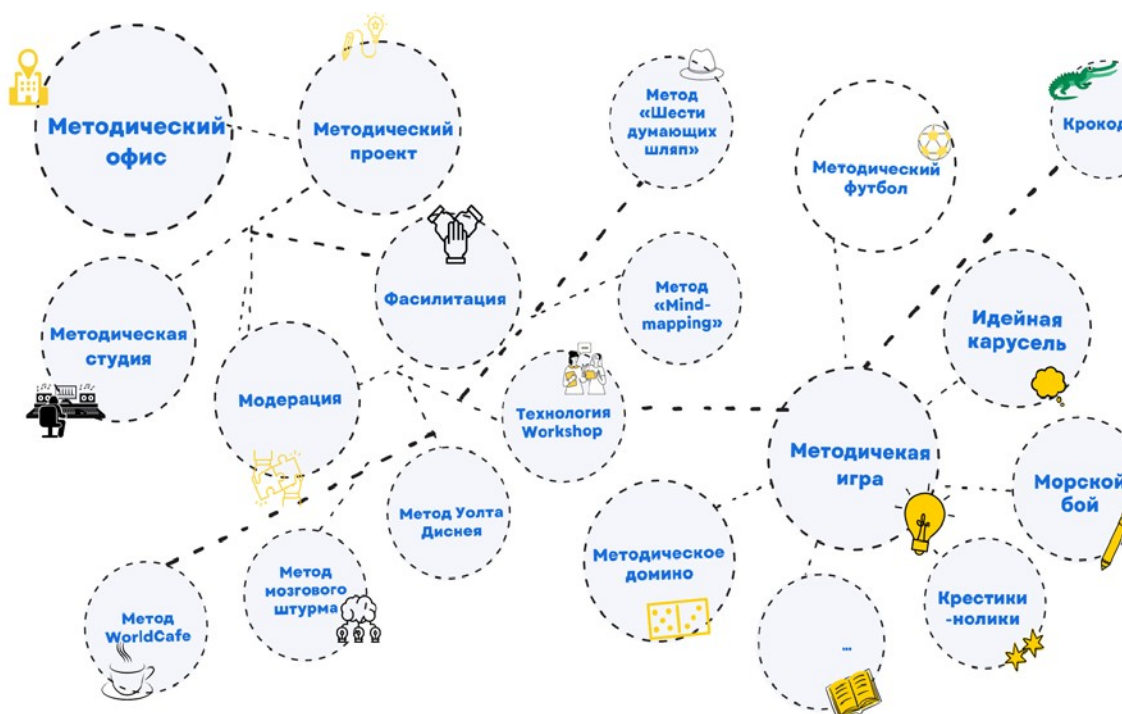 Методический
офис
Методический
проект
Метод
«Шести
думающих
шляп»
Методический
футбол
Крокод
Методическая
студия
Фасилитация
Метод
«Mind-
mapping»
Идейная
карусель
Модерация
Технология
Workshop
Методичекая
игра
Морской
бой
Метод Уолта
Диснея
Метод
мозгового
штурма
Методическое
домино
Крестики
-нолики
Метод
WorldCafe
...